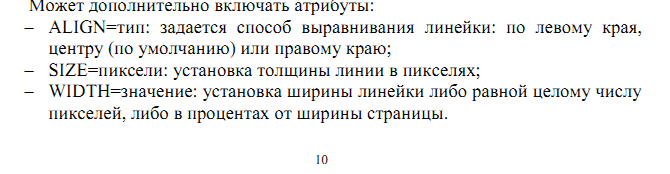 Может дополнительно включать атрибуты:
– ALIGN=тип: задается способ выравнивания линейки: по левому края,
центру (по умолчанию) или правому краю;
– SIZE=пиксели: установка толщины линии в пикселях;
– WIDTH=значение: установка ширины линейки либо равной целому числу
пикселей, либо в процентах от ширины страницы.
10